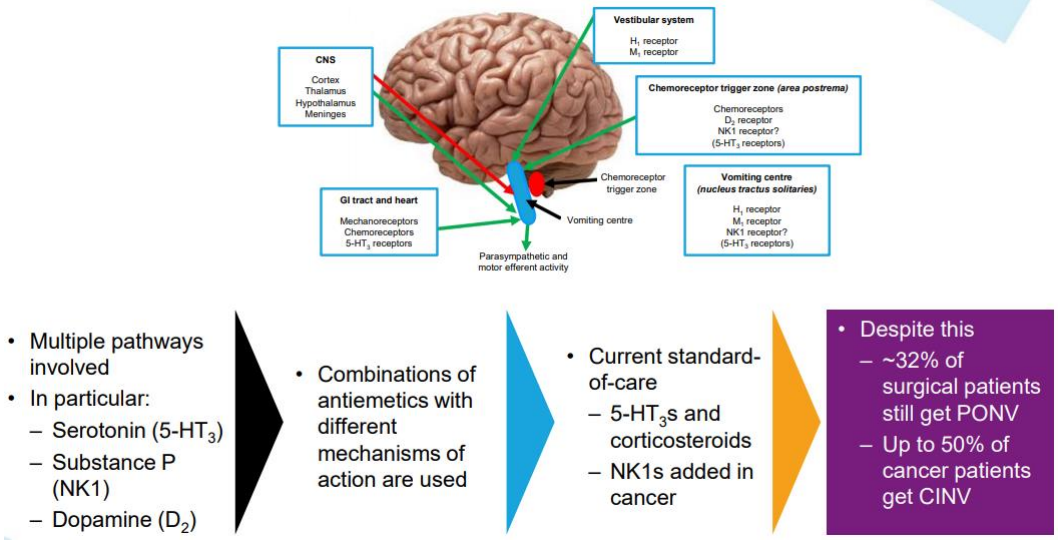 Vestibular system
H₁ receptor
M₁ receptor
CNS
Cortex
Thalamus
Hypothalamus
Meninges
Chemoreceptor trigger zone (area postrema)
Chemoreceptors
D₂ receptor
NK1 receptor?
(5-HT₃ receptors)
Chemoreceptor
trigger zone
Vomiting centre
(nucleus tractus solitaries)
H₁ receptor
M₁ receptor
NK1 receptor?
(5-HT₃ receptors)
GI tract and heart
Mechanoreceptors
Chemoreceptors
5-HT₃ receptors
Vomiting centre
Parasympathetic and
motor efferent activity
• Multiple pathways
involved
• In particular:
– Serotonin (5-HT₃)
– Substance P
(NK1)
– Dopamine (D₂)
• Combinations of
antiemetics with
different
mechanisms of
action are used
• Current standard-
of-care
– 5-HT₃s and
corticosteroids
– NK1s added in
cancer
• Despite this
– ~32% of
surgical patients
still get PONV
– Up to 50% of
cancer patients
get CINV